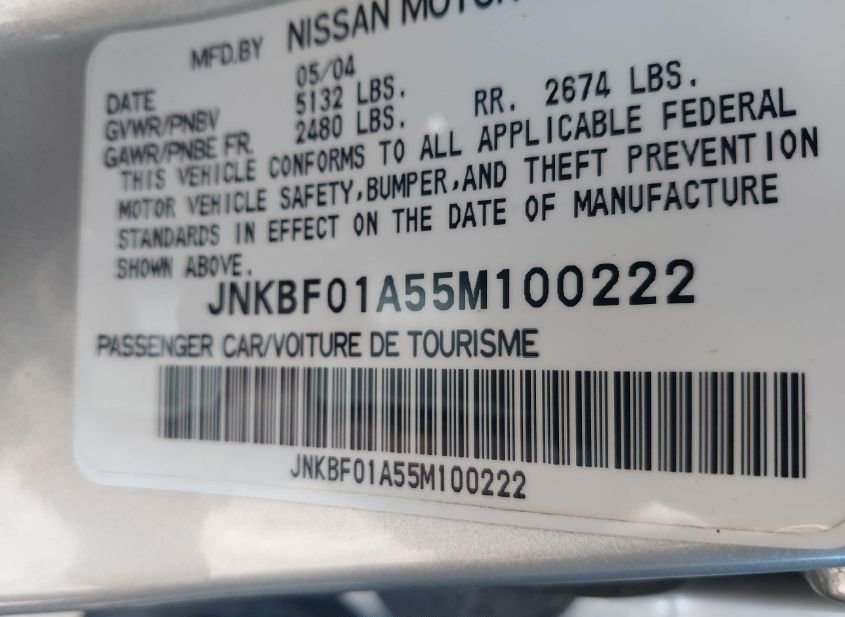 MFD.BY NISSAN MOTOR
DATE 05/04
GVWR/PNBV 5132 LBS.
GAWR/PNBE FR. 2480 LBS. RR. 2674 LBS.
THIS VEHICLE CONFORMS TO ALL APPLICABLE FEDERAL
MOTOR VEHICLE SAFETY,BUMPER,AND THEFT PREVENTION
STANDARDS IN EFFECT ON THE DATE OF MANUFACTURE
SHOWN ABOVE.
JNKBF01A55M100222
PASSENGER CAR/VOITURE DE TOURISME
JNKBF01A55M100222